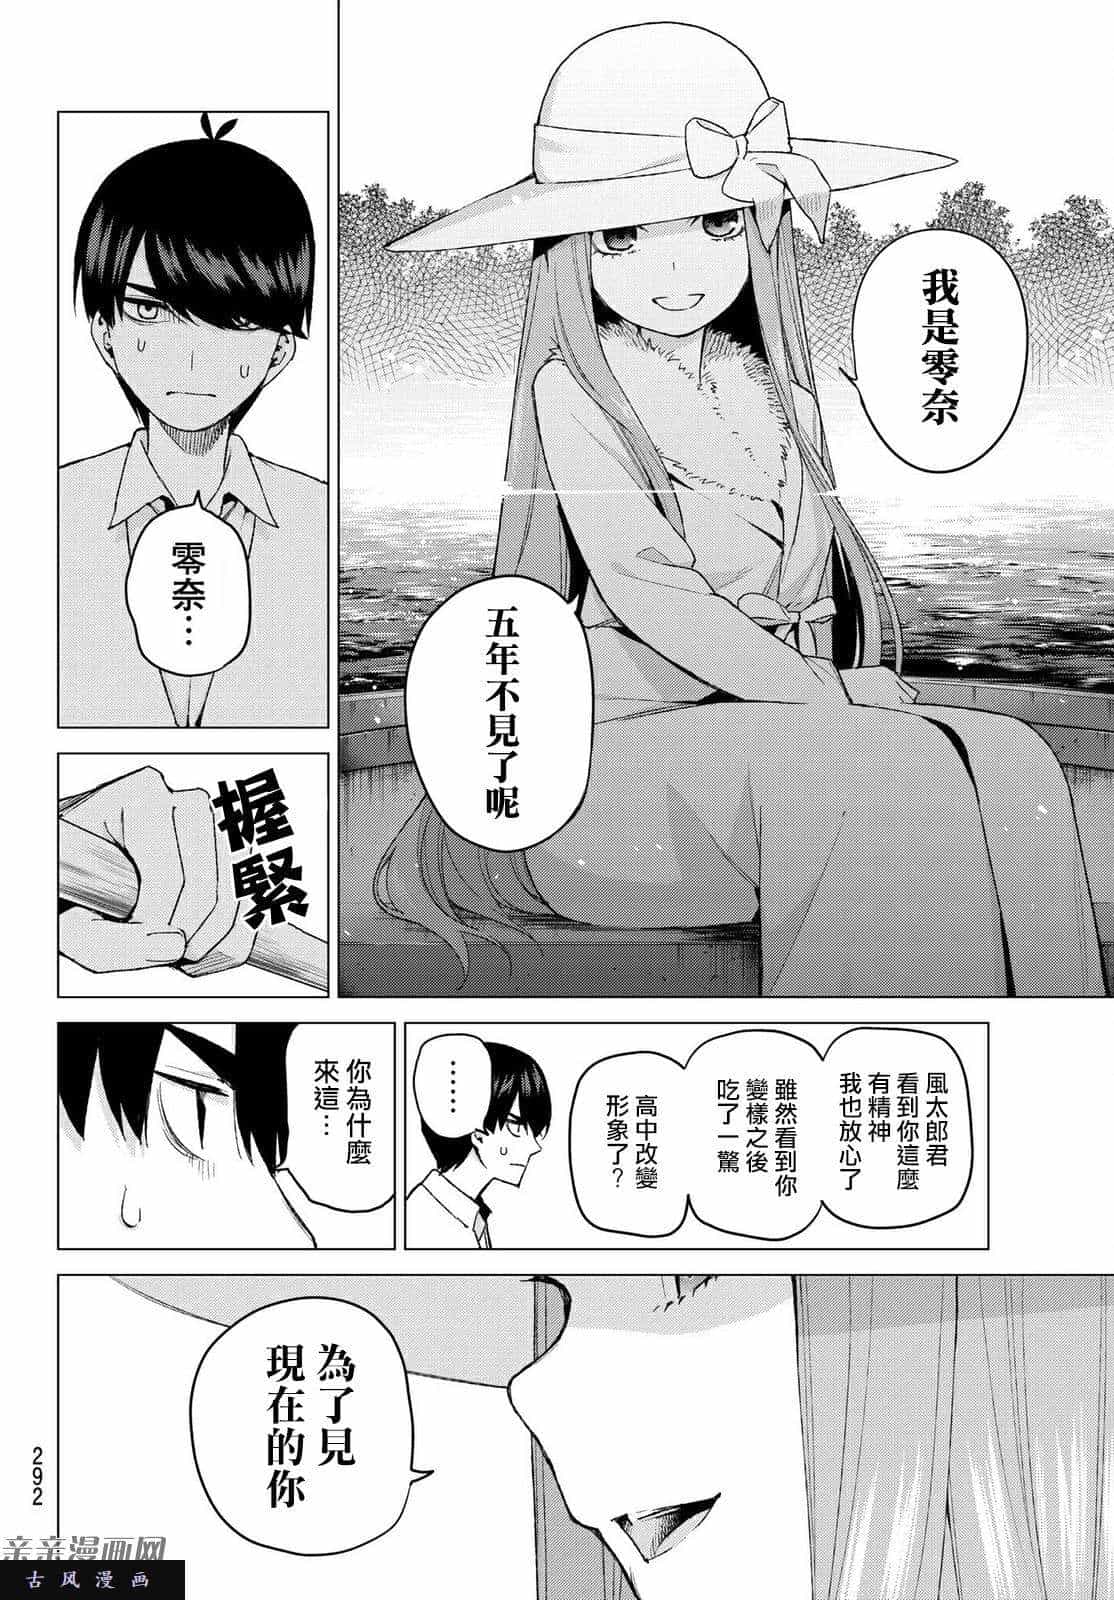 我是零奈
五年不見了呢
零奈…
握緊
風太郎君
看到你這麼
有精神
我也放心了
雖然看到你
變樣之後
吃了一驚
高中改變
形象了?
……
你為什麼
來這…
為了見
現在的你
292
亲亲漫画网
古风漫画